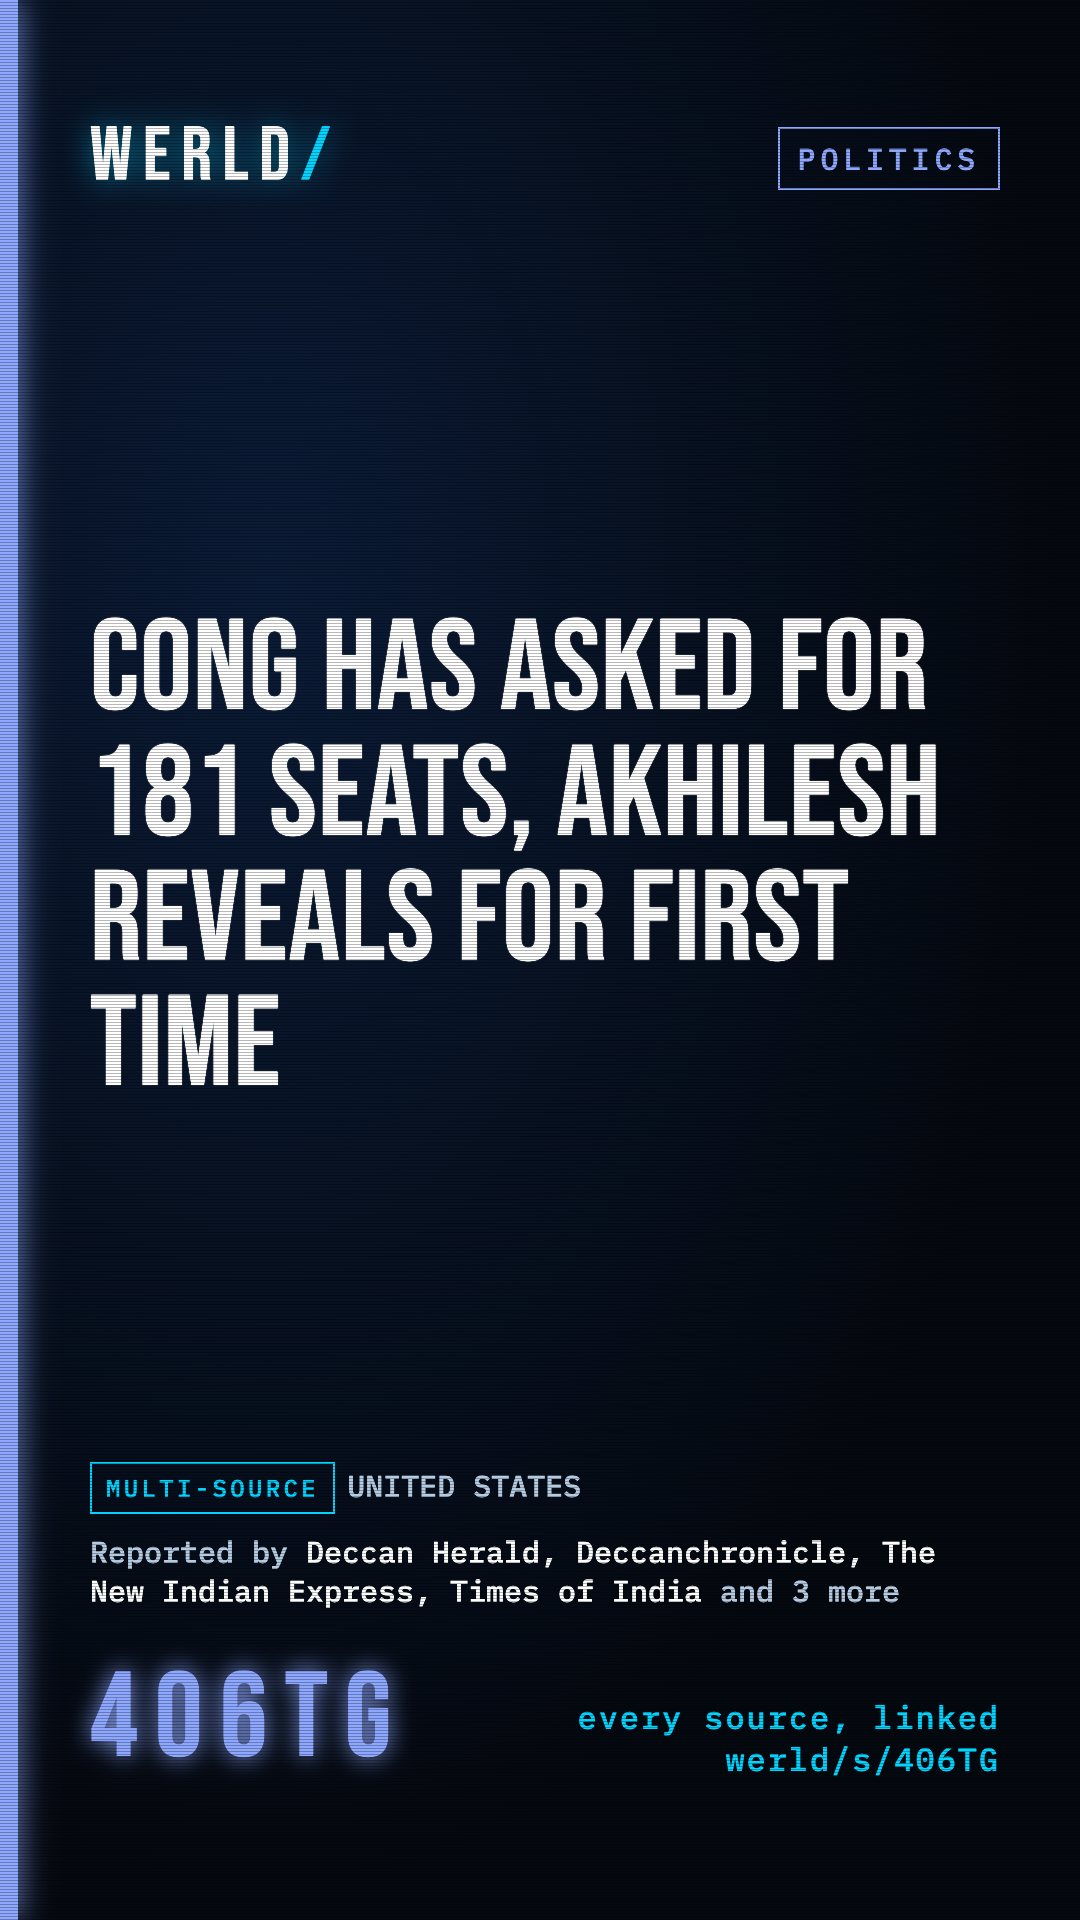 WERLD/
POLITICS
CONG HAS ASKED FOR
181 SEATS, AKHILESH
REVEALS FOR FIRST
TIME
MULTI-SOURCE UNITED STATES
Reported by Deccan Herald, Deccanchronicle, The
New Indian Express, Times of India and 3 more
406TG
every source, linked
werld/s/406TG